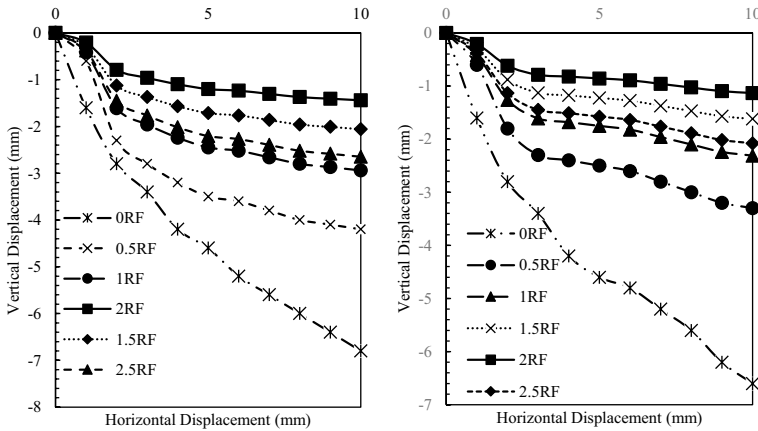 0 5 10
0
-1
-2
-3
-4
-5
-6
-7
-8
Vertical Displacement (mm)
0RF
0.5RF
1RF
2RF
1.5RF
2.5RF
Horizontal Displacement (mm)
0 5 10
0
-1
-2
-3
-4
-5
-6
-7
Vertical Displacement (mm)
0RF
0.5RF
1RF
1.5RF
2RF
2.5RF
Horizontal Displacement (mm)